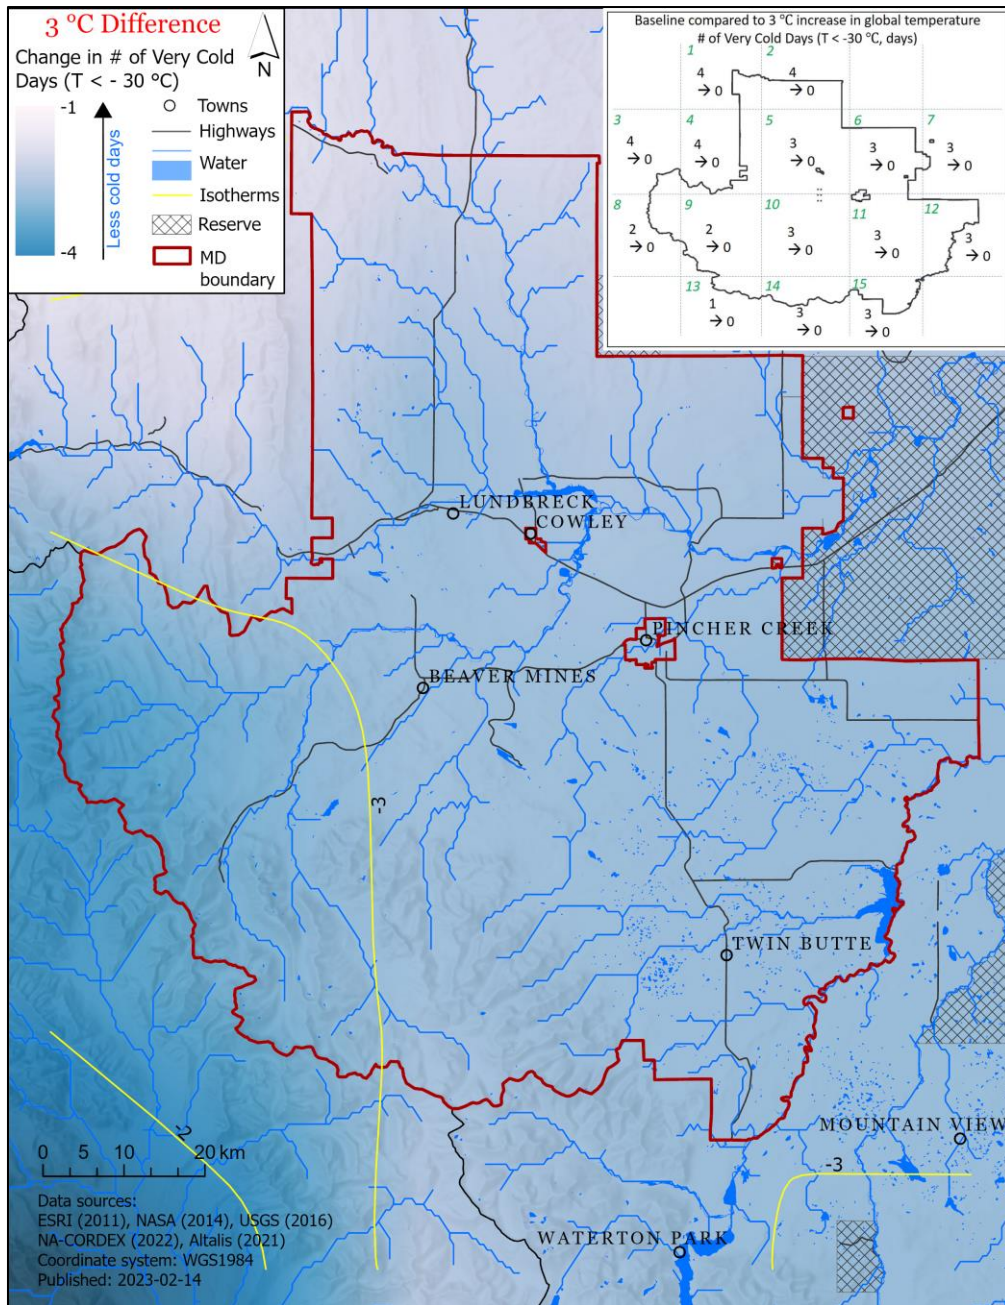 3 °C Difference
Change in # of Very Cold
Days (T < - 30 °C)
-1
-4
Less cold days
N
Towns
Highways
Water
Isotherms
Reserve
MD
boundary
Baseline compared to 3 °C increase in global temperature
# of Very Cold Days (T < -30 °C, days)
1 2
4 → 0 4 → 0
3 4 5 6 7
4 → 0 4 → 0 3 → 0 3 → 0 3 → 0
8 9 10 11 12
2 → 0 2 → 0 3 → 0 3 → 0 3 → 0
13 14 15
1 → 0 3 → 0 3 → 0
LUNDBRECK
COWLEY
PINCHER CREEK
BEAVER MINES
-3
TWIN BUTTE
MOUNTAIN VIEW
-2
-3
WATERTON PARK
0 5 10 20 km
Data sources:
ESRI (2011), NASA (2014), USGS (2016)
NA-CORDEX (2022), Altalis (2021)
Coordinate system: WGS1984
Published: 2023-02-14